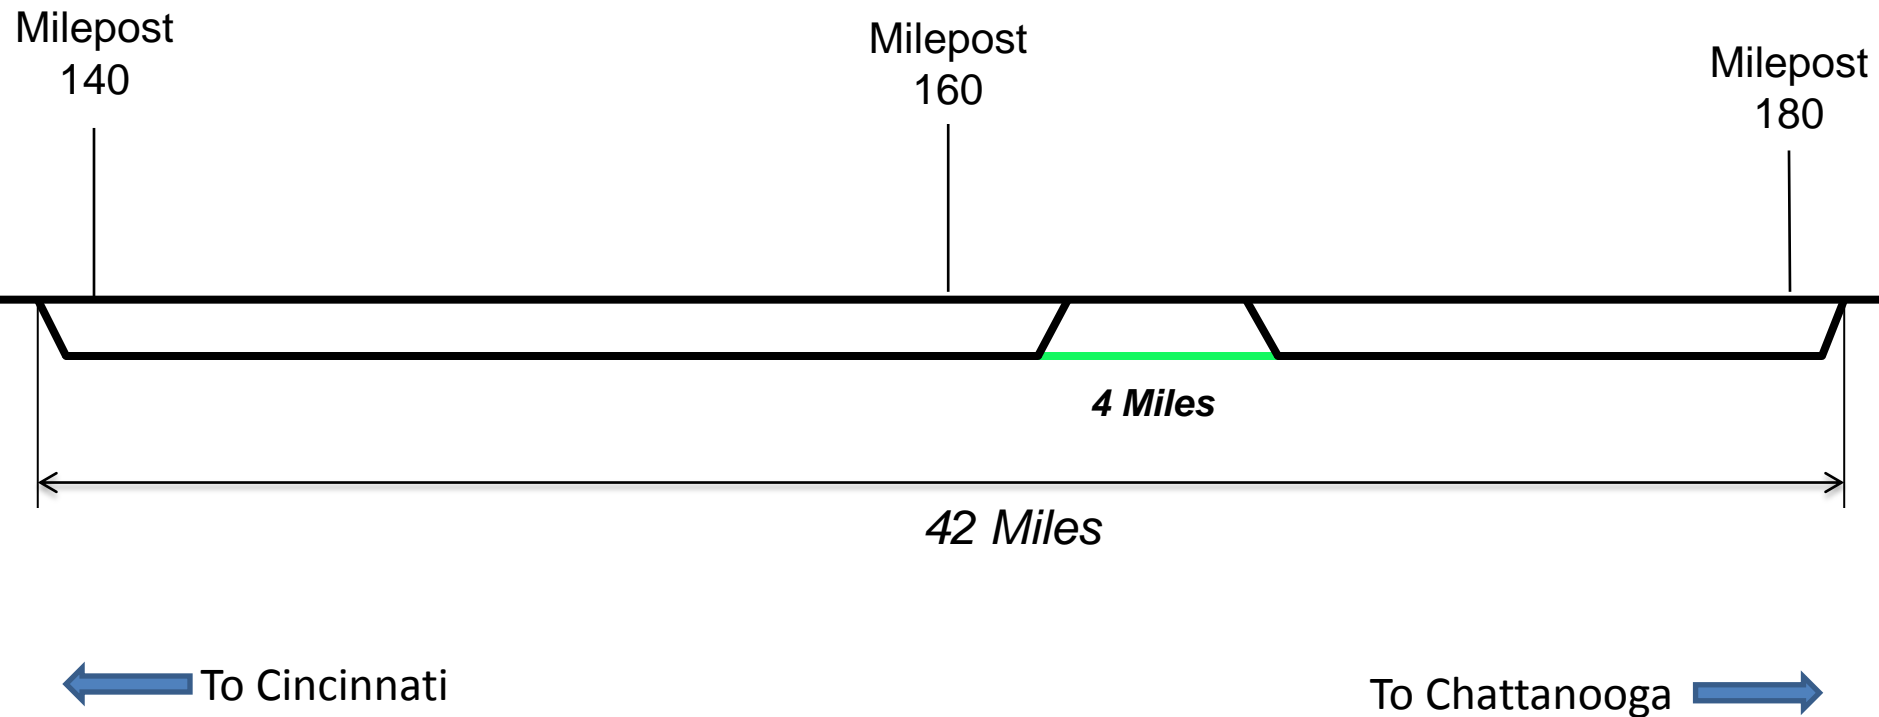 Milepost
140
Milepost
160
Milepost
180
4 Miles
42 Miles
To Cincinnati
To Chattanooga